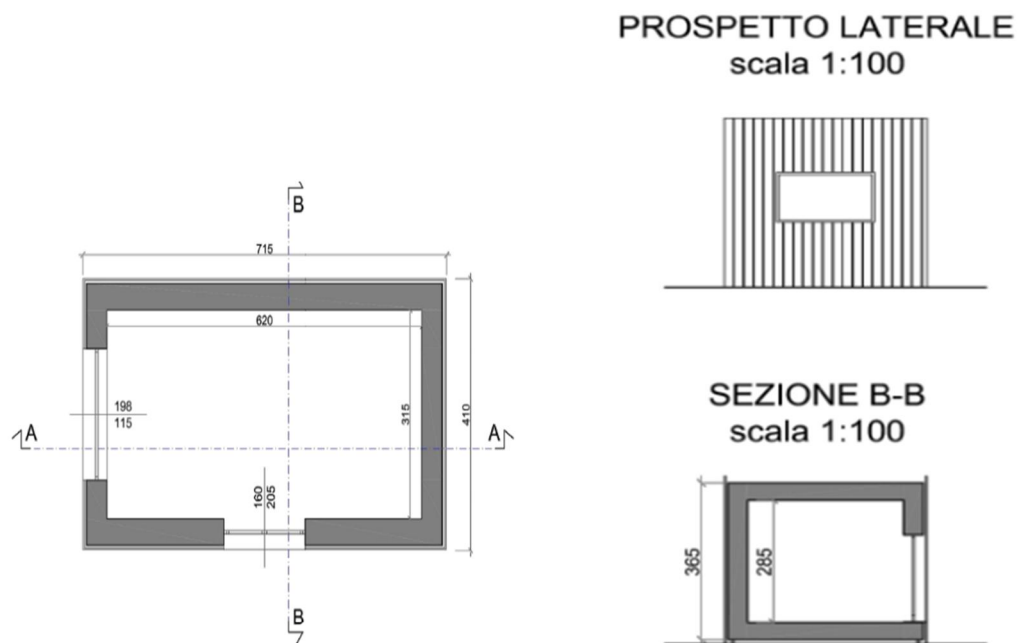 PROSPETTO LATERALE
scala 1:100
B
715
620
198
115
315
410
A
A
160
205
B
SEZIONE B-B
scala 1:100
365
285